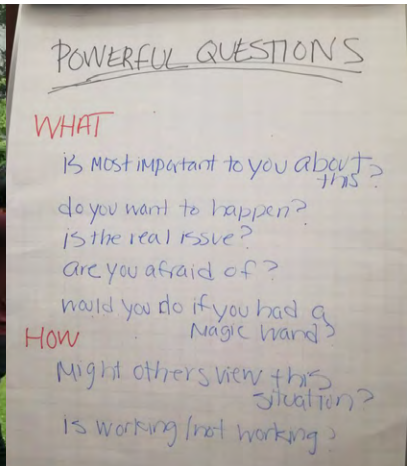 POWERFUL QUESTIONS
WHAT
is most important to you about
this?
do you want to happen?
is the real issue?
are you afraid of?
would you do if you had a
Magic wand?
HOW
Might others view this
situation?
is working/not working?